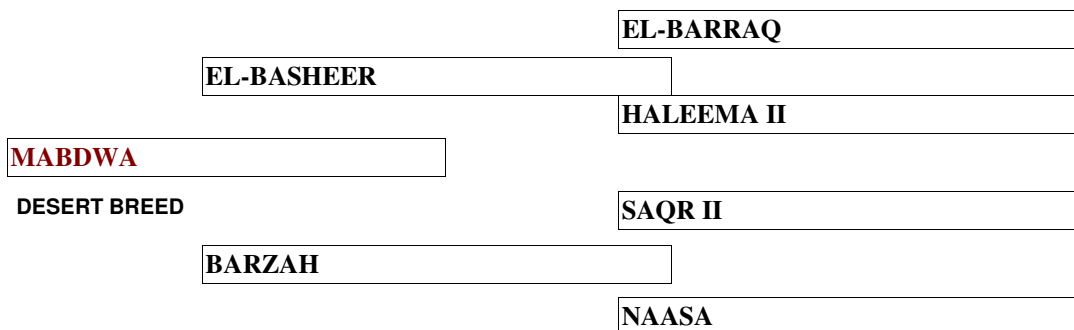 EL-BARRAQ
EL-BASHEER
HALEEMA II
MABDWA
DESERT BREED
SAQR II
BARZAH
NAASA